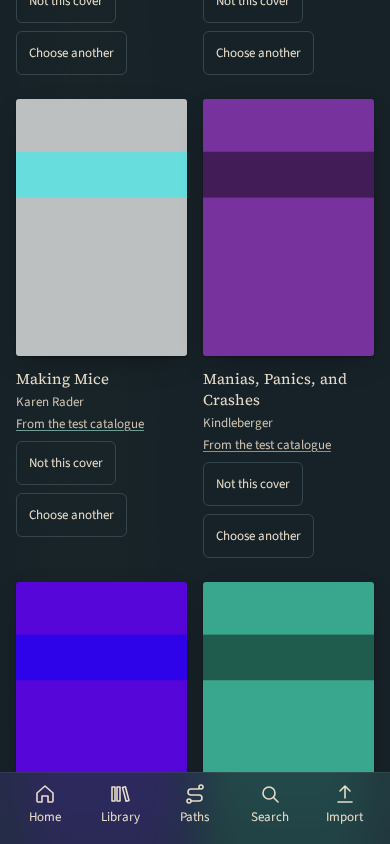 Not this cover
Not this cover
Choose another
Choose another
Making Mice
Karen Rader
From the test catalogue
Not this cover
Choose another
Manias, Panics, and
Crashes
Kindleberger
From the test catalogue
Not this cover
Choose another
Home
Library
Paths
Search
Import